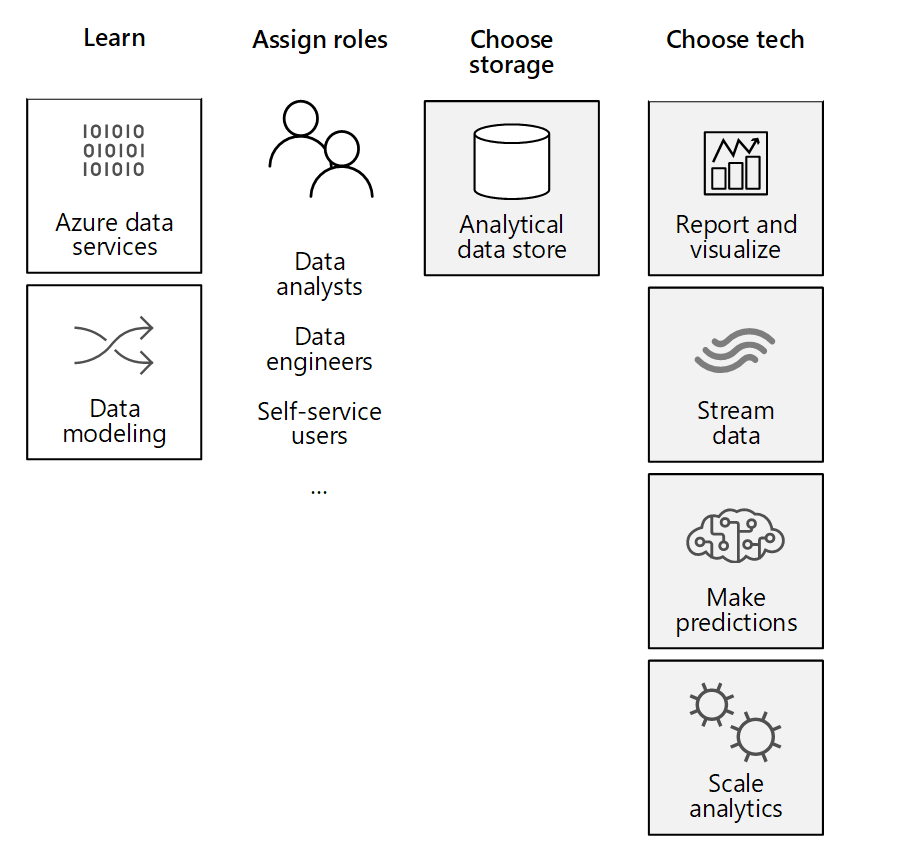 Learn
Assign roles
Choose
storage
Choose tech
101010
010101
101010
Azure data
services
Data
modeling
Data
analysts
Data
engineers
Self-service
users
...
Analytical
data store
Report and
visualize
Stream
data
Make
predictions
Scale
analytics